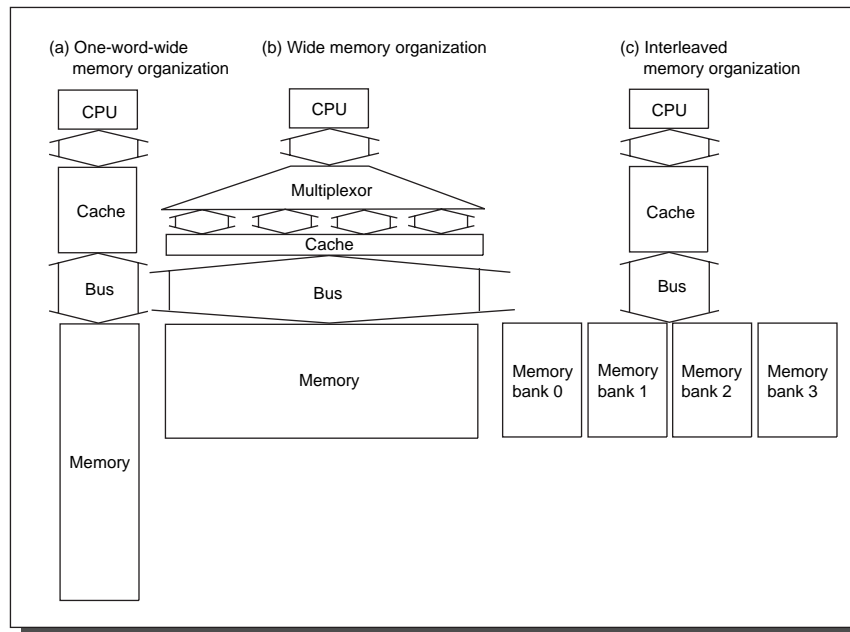 (a) One-word-wide
memory organization
CPU
Cache
Bus
Memory
(b) Wide memory organization
CPU
Multiplexor
Cache
Bus
Memory
(c) Interleaved
memory organization
CPU
Cache
Bus
Memory
bank 0
Memory
bank 1
Memory
bank 2
Memory
bank 3